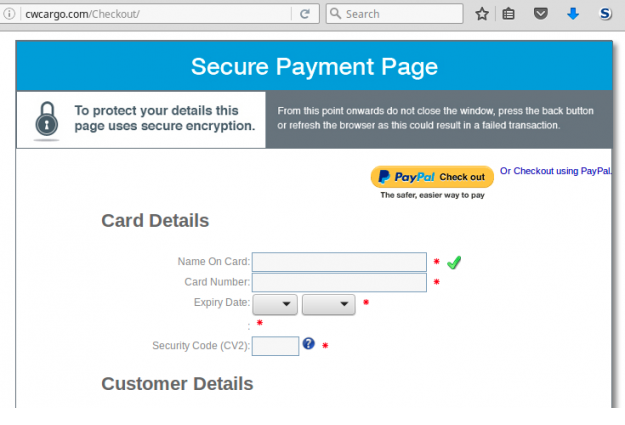 cwcargo.com/Checkout/
Search
S
Secure Payment Page
To protect your details this
page uses secure encryption.
From this point onwards do not close the window, press the back button
or refresh the browser as this could result in a failed transaction.
PayPal Check out
Or Checkout using PayPal.
The safer, easier way to pay
Card Details
Name On Card: *
Card Number: *
Expiry Date: *
: *
Security Code (CV2): ? *
Customer Details